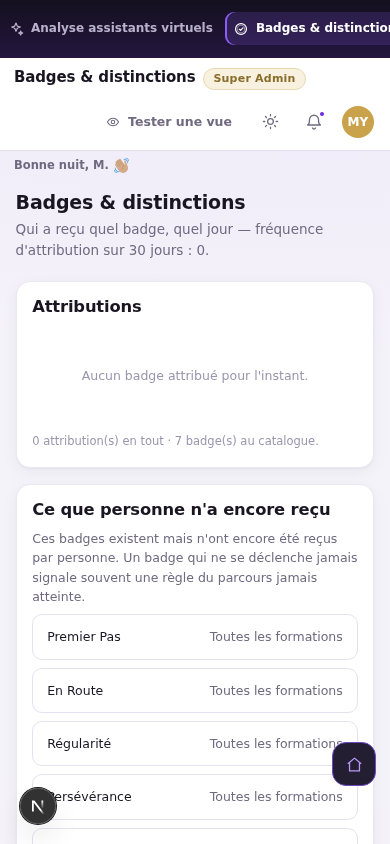 Analyse assistants virtuels
Badges & distinction
Badges & distinctions
Super Admin
Tester une vue
MY
Bonne nuit, M. 👋🏽
Badges & distinctions
Qui a reçu quel badge, quel jour — fréquence
d'attribution sur 30 jours : 0.
Attributions
Aucun badge attribué pour l'instant.
0 attribution(s) en tout · 7 badge(s) au catalogue.
Ce que personne n'a encore reçu
Ces badges existent mais n'ont encore été reçus
par personne. Un badge qui ne se déclenche jamais
signale souvent une règle du parcours jamais
atteinte.
Premier Pas Toutes les formations
En Route Toutes les formations
Régularité Toutes les formations
Persévérance Toutes les formations
N